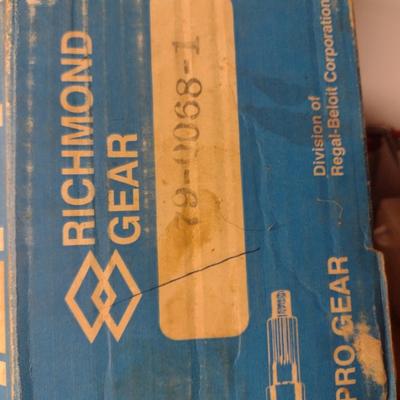 RICHMOND
GEAR
79-0068-1
Division of
Regal-Beloit Corporation
PRO GEAR